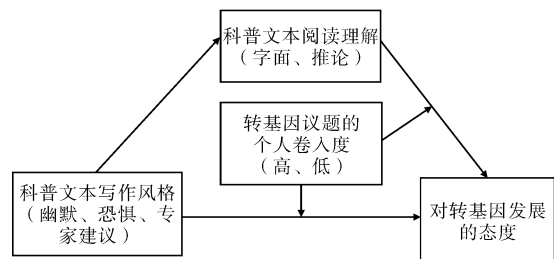 科普文本阅读理解
（字面、推论）
转基因议题的
个人卷入度
（高、低）
科普文本写作风格
（幽默、恐惧、专
家建议）
对转基因发展
的态度